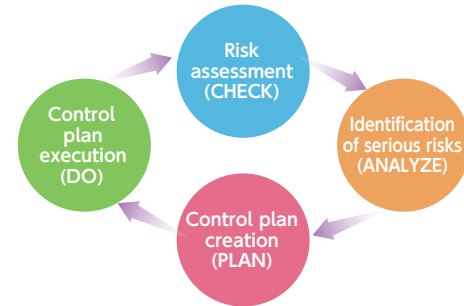 Risk
assessment
(CHECK)
Identification
of serious risks
(ANALYZE)
Control plan
creation
(PLAN)
Control
plan
execution
(DO)